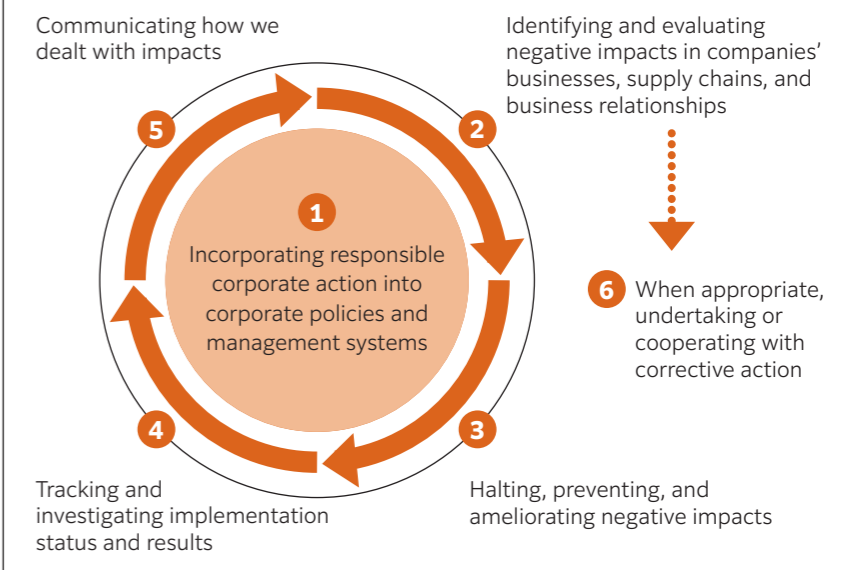 Communicating how we
dealt with impacts
Identifying and evaluating
negative impacts in companies’
businesses, supply chains, and
business relationships
5
2
1
Incorporating responsible
corporate action into
corporate policies and
management systems
6
When appropriate,
undertaking or
cooperating with
corrective action
4
3
Tracking and
investigating implementation
status and results
Halting, preventing, and
ameliorating negative impacts